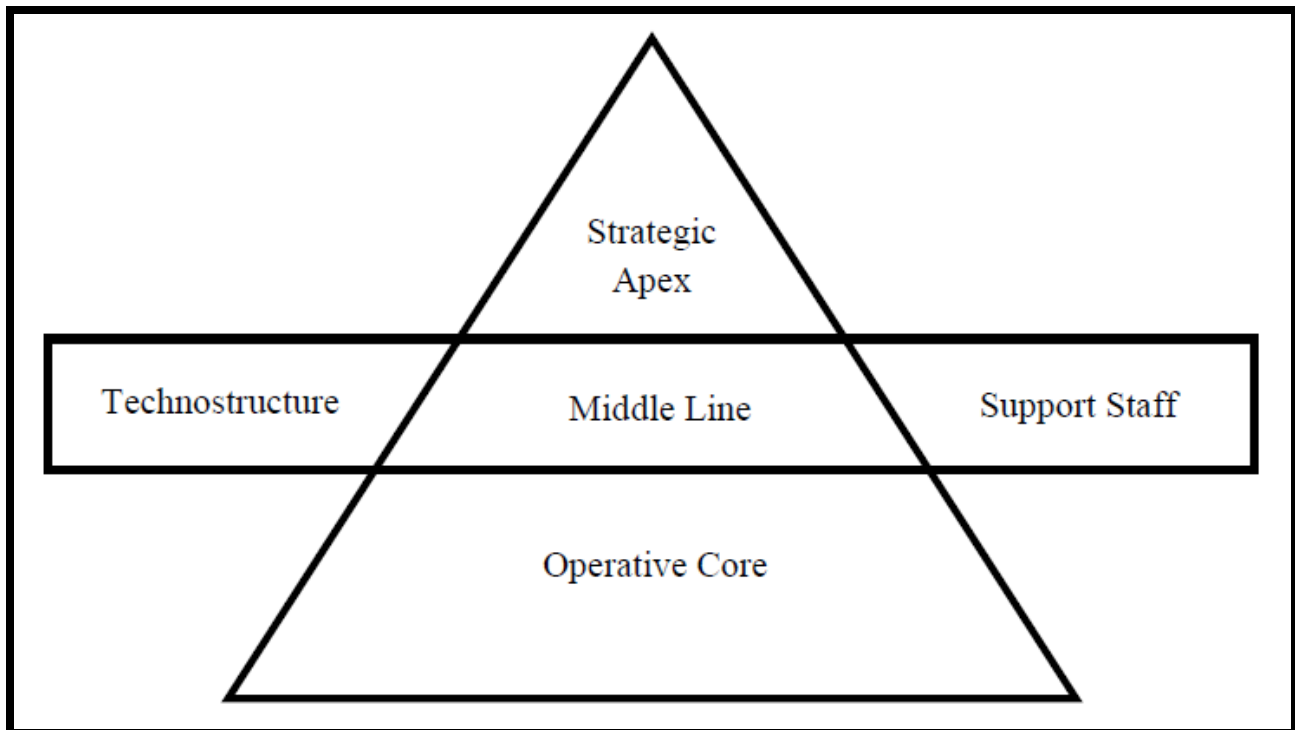 Strategic
Apex
Technostructure
Middle Line
Support Staff
Operative Core